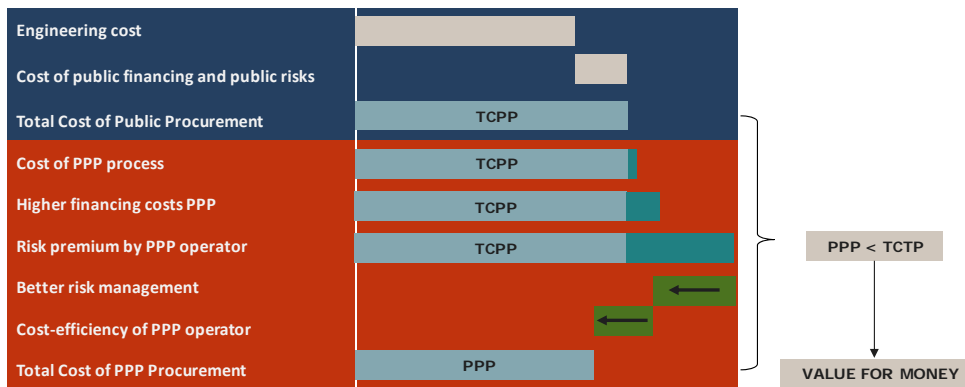 Engineering cost
Cost of public financing and public risks
Total Cost of Public Procurement
TCPP
Cost of PPP process
TCPP
Higher financing costs PPP
TCPP
Risk premium by PPP operator
TCPP
Better risk management
Cost-efficiency of PPP operator
Total Cost of PPP Procurement
PPP
PPP < TCTP
VALUE FOR MONEY